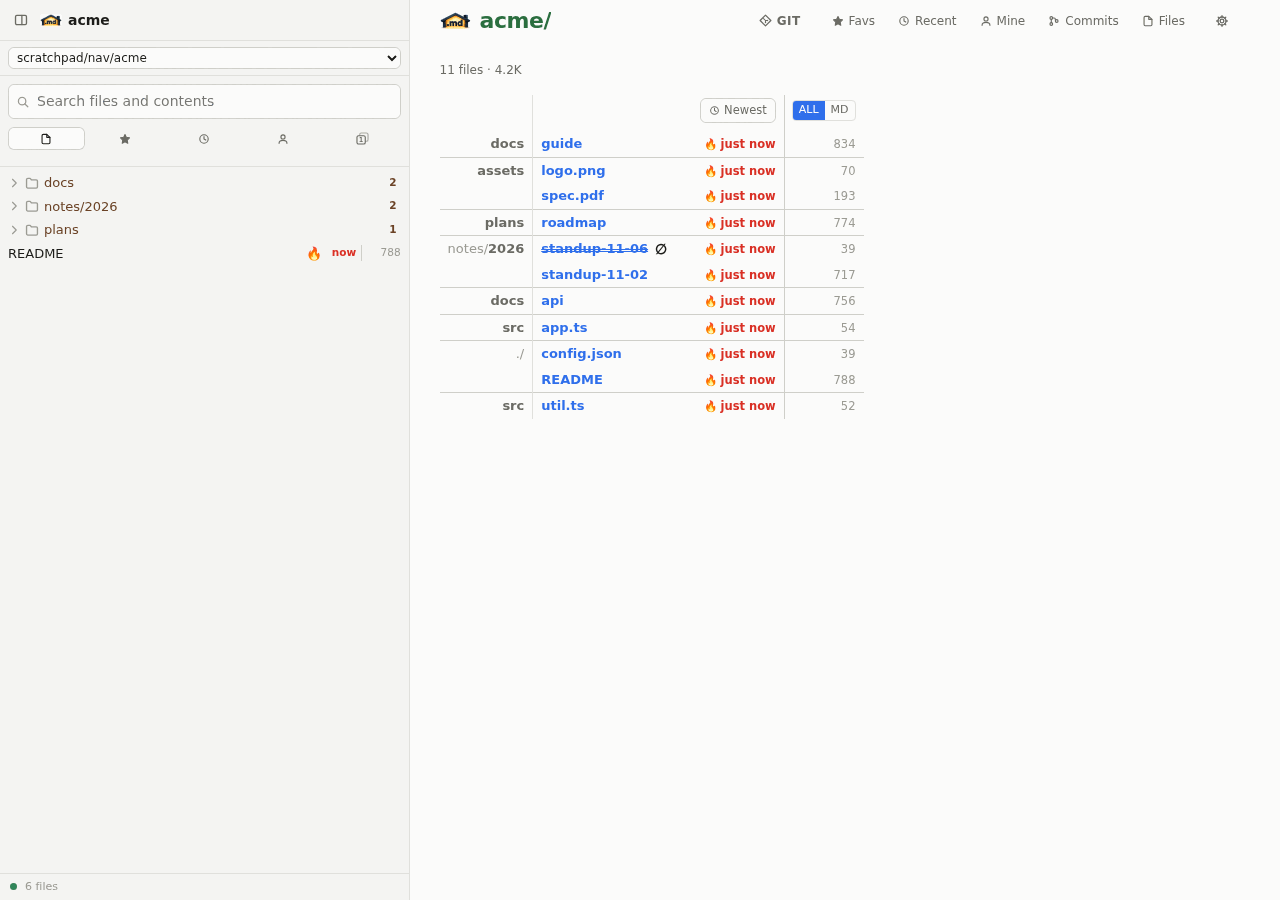 acme
scratchpad/nav/acme
Search files and contents
docs 2
notes/2026 2
plans 1
README 🔥 now 788
6 files
.md acme/ GIT Favs Recent Mine Commits Files
11 files · 4.2K
Newest ALL MD
docs guide 🔥 just now 834
assets logo.png 🔥 just now 70
spec.pdf 🔥 just now 193
plans roadmap 🔥 just now 774
notes/2026 standup-11-06 ∅ 🔥 just now 39
standup-11-02 🔥 just now 717
docs api 🔥 just now 756
src app.ts 🔥 just now 54
./ config.json 🔥 just now 39
README 🔥 just now 788
src util.ts 🔥 just now 52